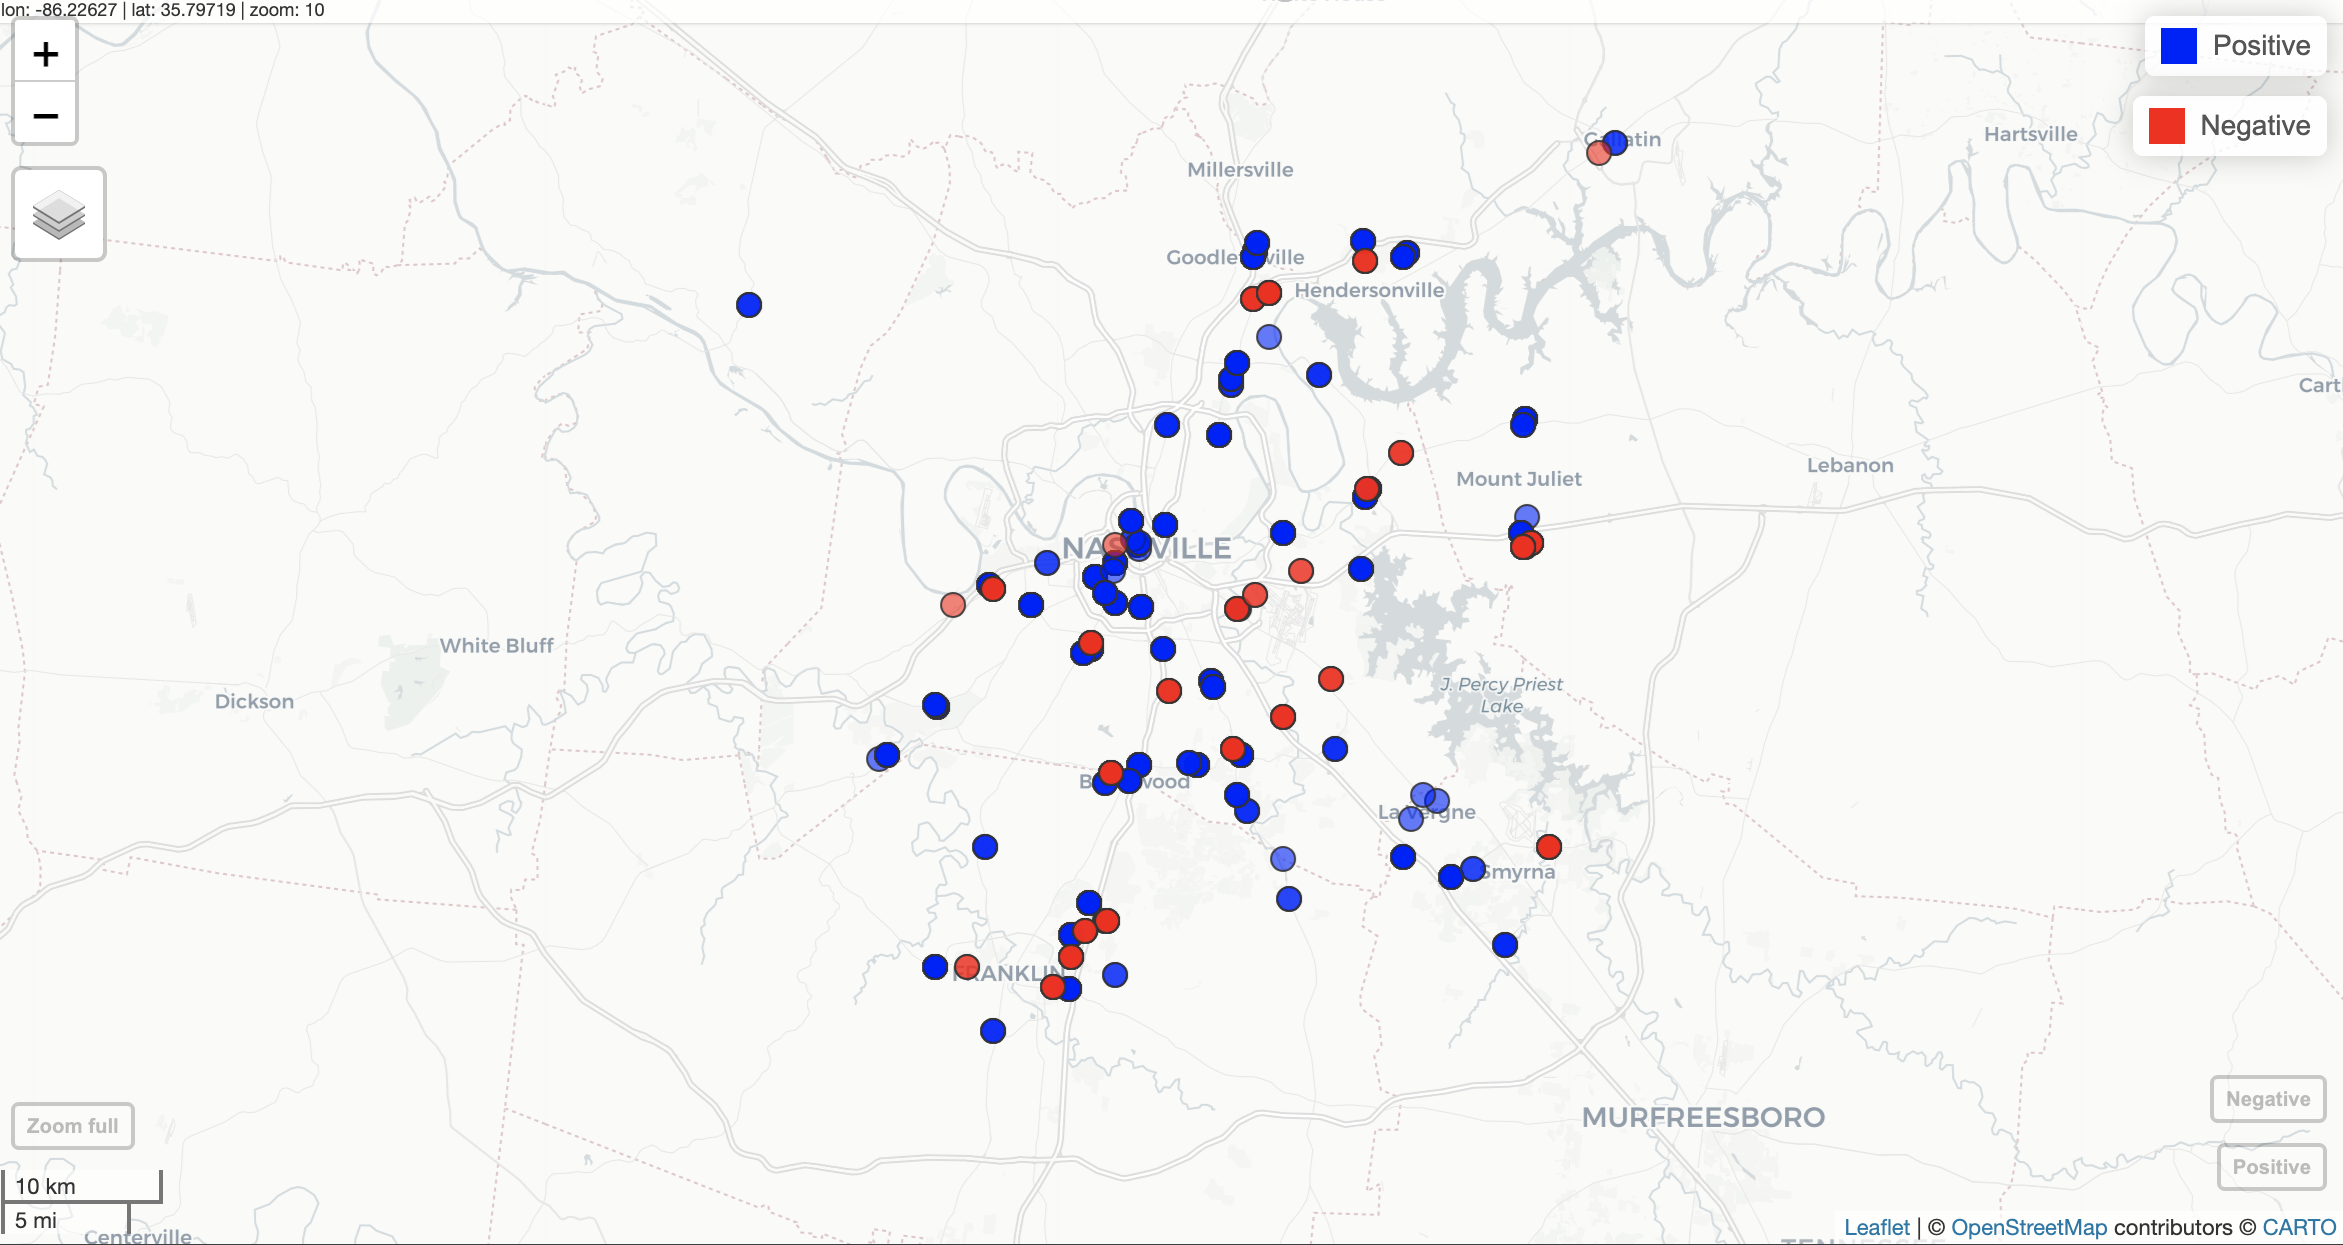 lon: -86.22627 | lat: 35.79719 | zoom: 10
+
−
Positive
Negative
Gallatin
Hartsville
Millersville
Goodlettsville
Hendersonville
Cart
Mount Juliet
Lebanon
NASHVILLE
White Bluff
Dickson
J. Percy Priest
Lake
Brentwood
La Vergne
Smyrna
FRANKLIN
MURFREESBORO
Zoom full
Negative
Positive
10 km
5 mi
Centerville
Leaflet | © OpenStreetMap contributors © CARTO